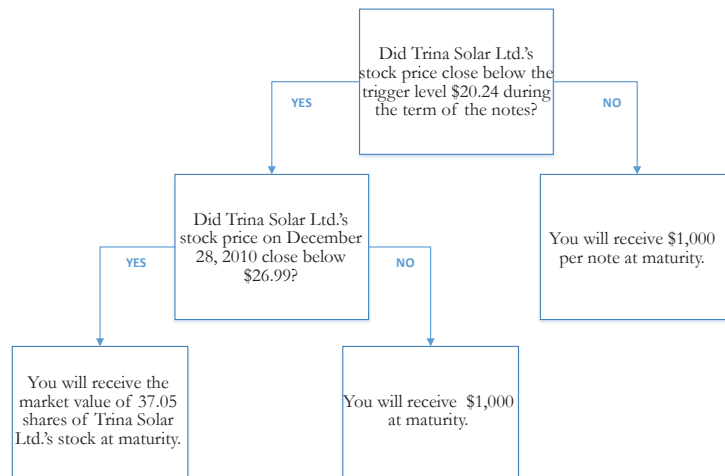 Did Trina Solar Ltd.'s
stock price close below the
trigger level $20.24 during
the term of the notes?
YES
NO
Did Trina Solar Ltd.'s
stock price on December
28, 2010 close below
$26.99?
You will receive $1,000
per note at maturity.
YES
NO
You will receive the
market value of 37.05
shares of Trina Solar
Ltd.'s stock at maturity.
You will receive $1,000
at maturity.